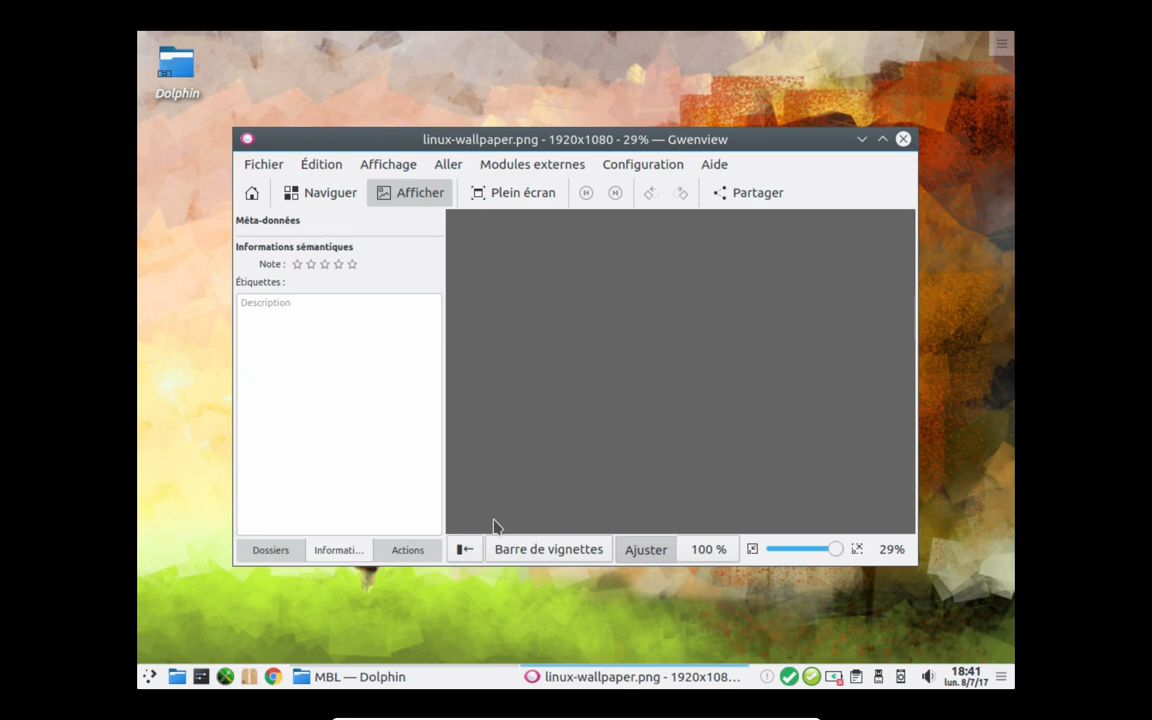 Dolphin
linux-wallpaper.png - 1920x1080 - 29% — Gwenview
Fichier Édition Affichage Aller Modules externes Configuration Aide
Naviguer Afficher Plein écran Partager
Méta-données
Informations sémantiques
Note :
Étiquettes :
Description
Dossiers Informati... Actions Barre de vignettes Ajuster 100 % 29%
MBL — Dolphin linux-wallpaper.png - 1920x108... 18:41
lun. 8/7/17